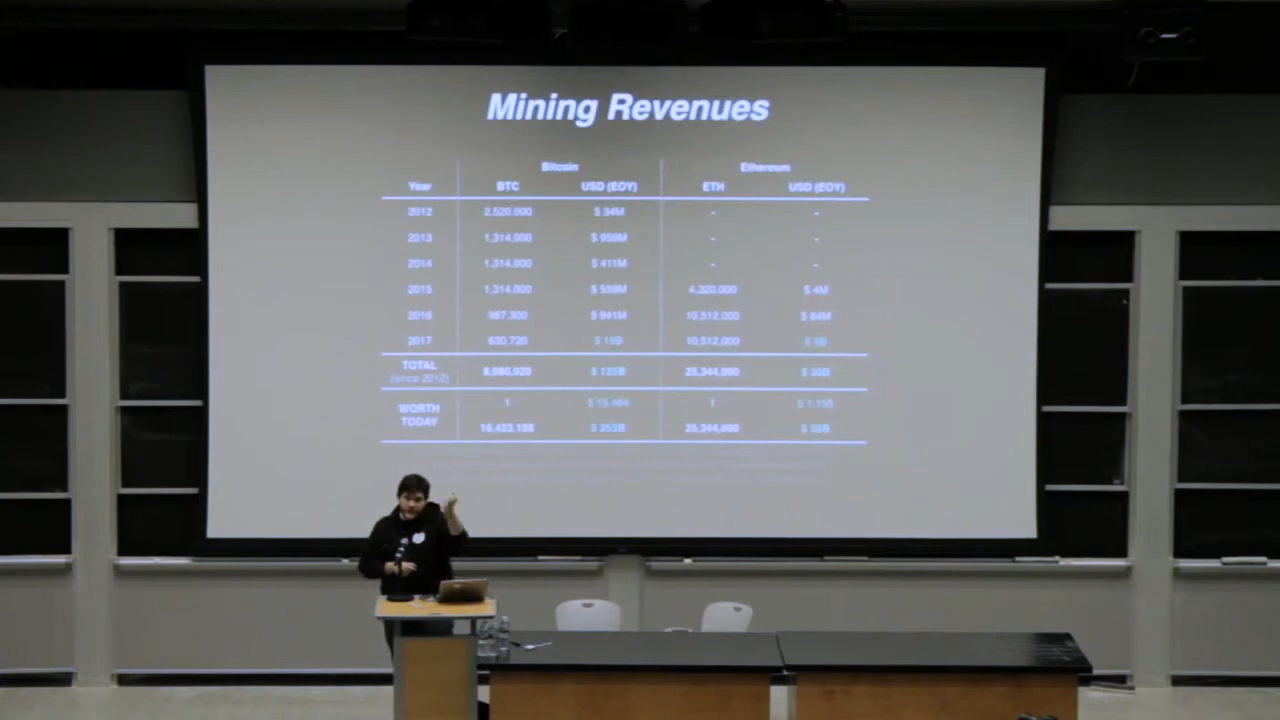 Mining Revenues
Bitcoin Ethereum
Year BTC USD (EOY) ETH USD (EOY)
2012 2,520,000 $ 34M - -
2013 1,314,000 $ 959M - -
2014 1,314,000 $ 411M - -
2015 1,314,000 $ 559M 4,320,000 $ 4M
2016 987,300 $ 941M 10,512,000 $ 84M
2017 630,720 10,512,000
TOTAL 8,080,020 $ 125B 25,344,000
(since 2012)
WORTH 1 1
TODAY 16,422,188 $ 253B 25,344,000